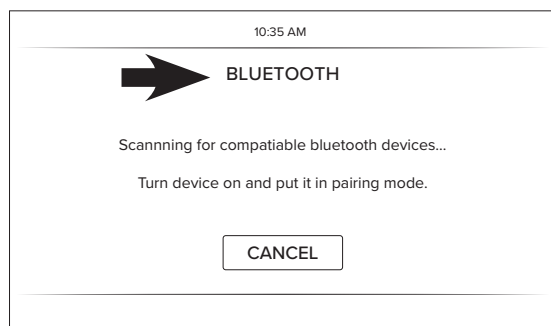 10:35 AM
BLUETOOTH
Scannning for compatiable bluetooth devices...
Turn device on and put it in pairing mode.
CANCEL